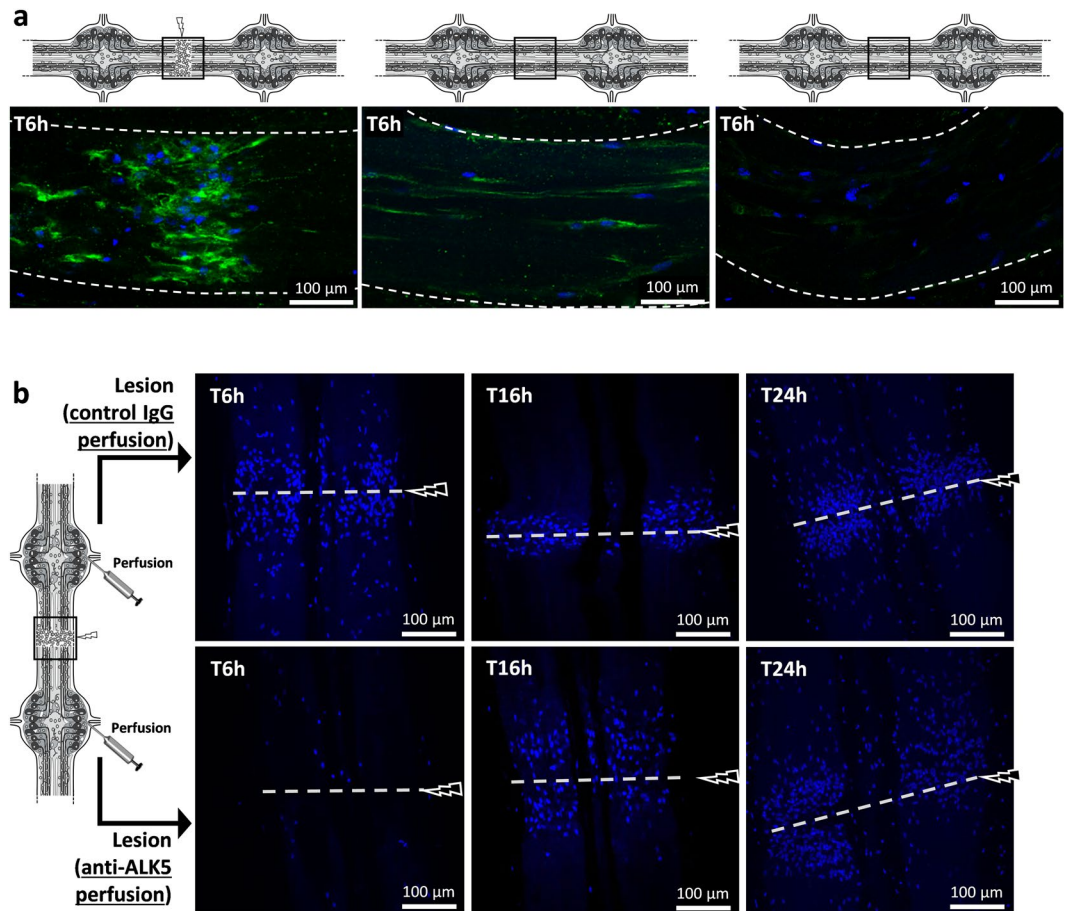 a
T6h
T6h
T6h
100 µm
100 µm
100 µm
b
Lesion
(control IgG
perfusion)
T6h
T16h
T24h
Perfusion
100 µm
100 µm
100 µm
T6h
T16h
T24h
Perfusion
Lesion
(anti-ALK5
perfusion)
100 µm
100 µm
100 µm